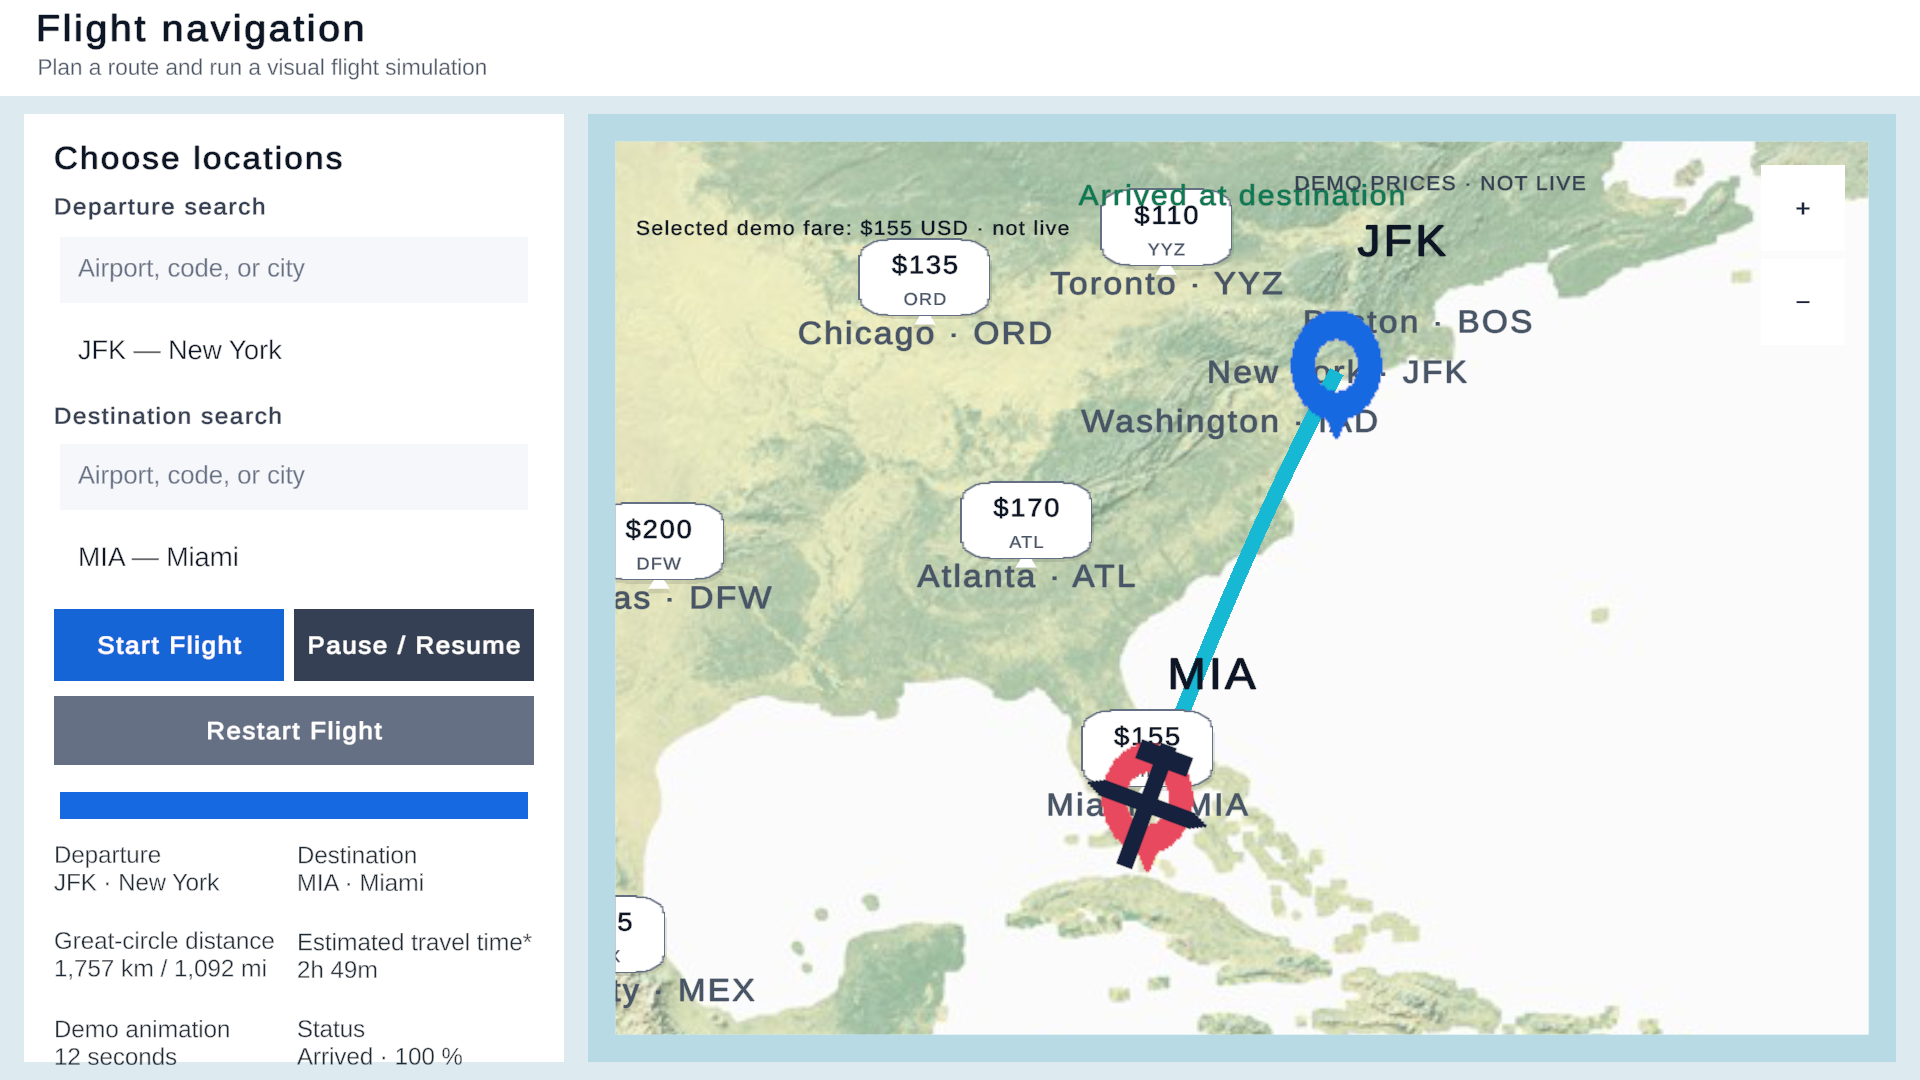 Flight navigation
Plan a route and run a visual flight simulation
Choose locations
Departure search
Airport, code, or city
JFK — New York
Destination search
Airport, code, or city
MIA — Miami
Start Flight
Pause / Resume
Restart Flight
Departure
JFK · New York
Destination
MIA · Miami
Great-circle distance
1,757 km / 1,092 mi
Estimated travel time*
2h 49m
Demo animation
12 seconds
Status
Arrived · 100 %
DEMO PRICES · NOT LIVE
Arrived at destination
Selected demo fare: $155 USD · not live
$110
YYZ
Toronto · YYZ
JFK
$135
ORD
Chicago · ORD
· BOS
New · JFK
Washington ·
$170
ATL
Atlanta · ATL
$200
DFW
as · DFW
MIA
$155
MIA
5
ty · MEX
+
−